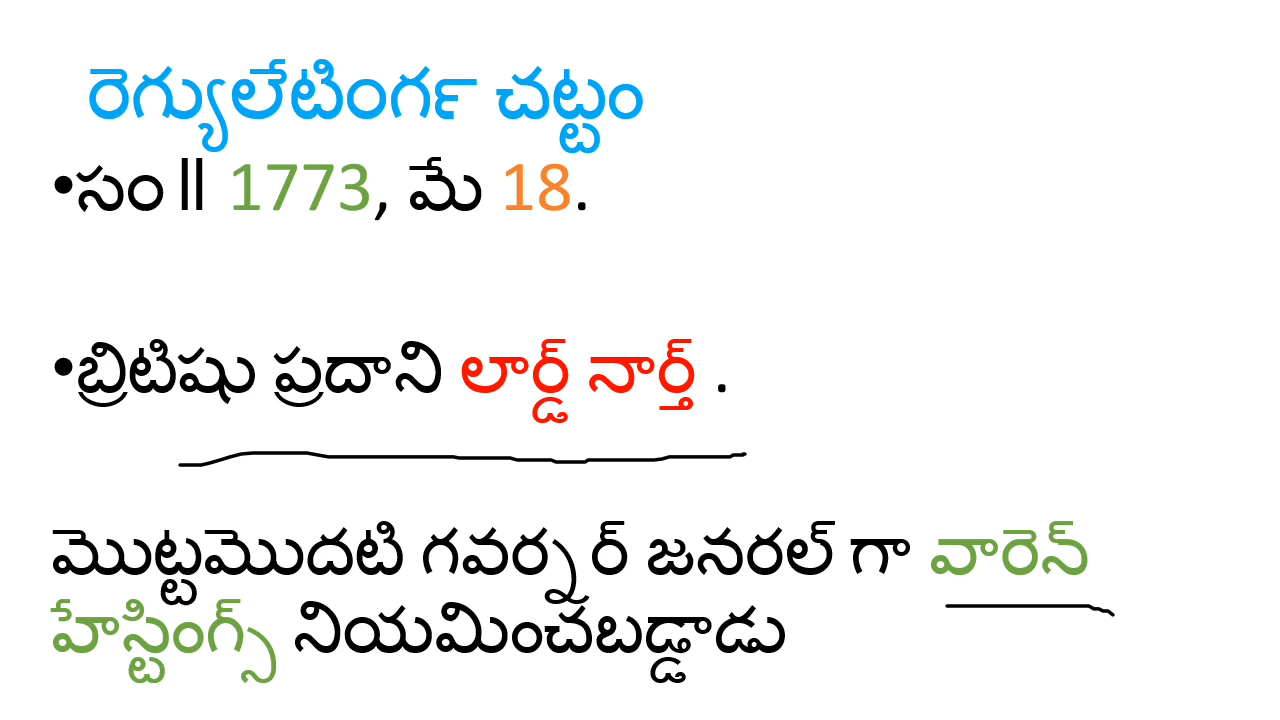 రెగ్యులేటింగ్ చట్టం
•సం॥ 1773, మే 18.
•బ్రిటిషు ప్రదాని లార్డ్ నార్త్ .
మొట్టమొదటి గవర్నర్ జనరల్ గా వారెన్
హేస్టింగ్స్ నియమించబడ్డాడు